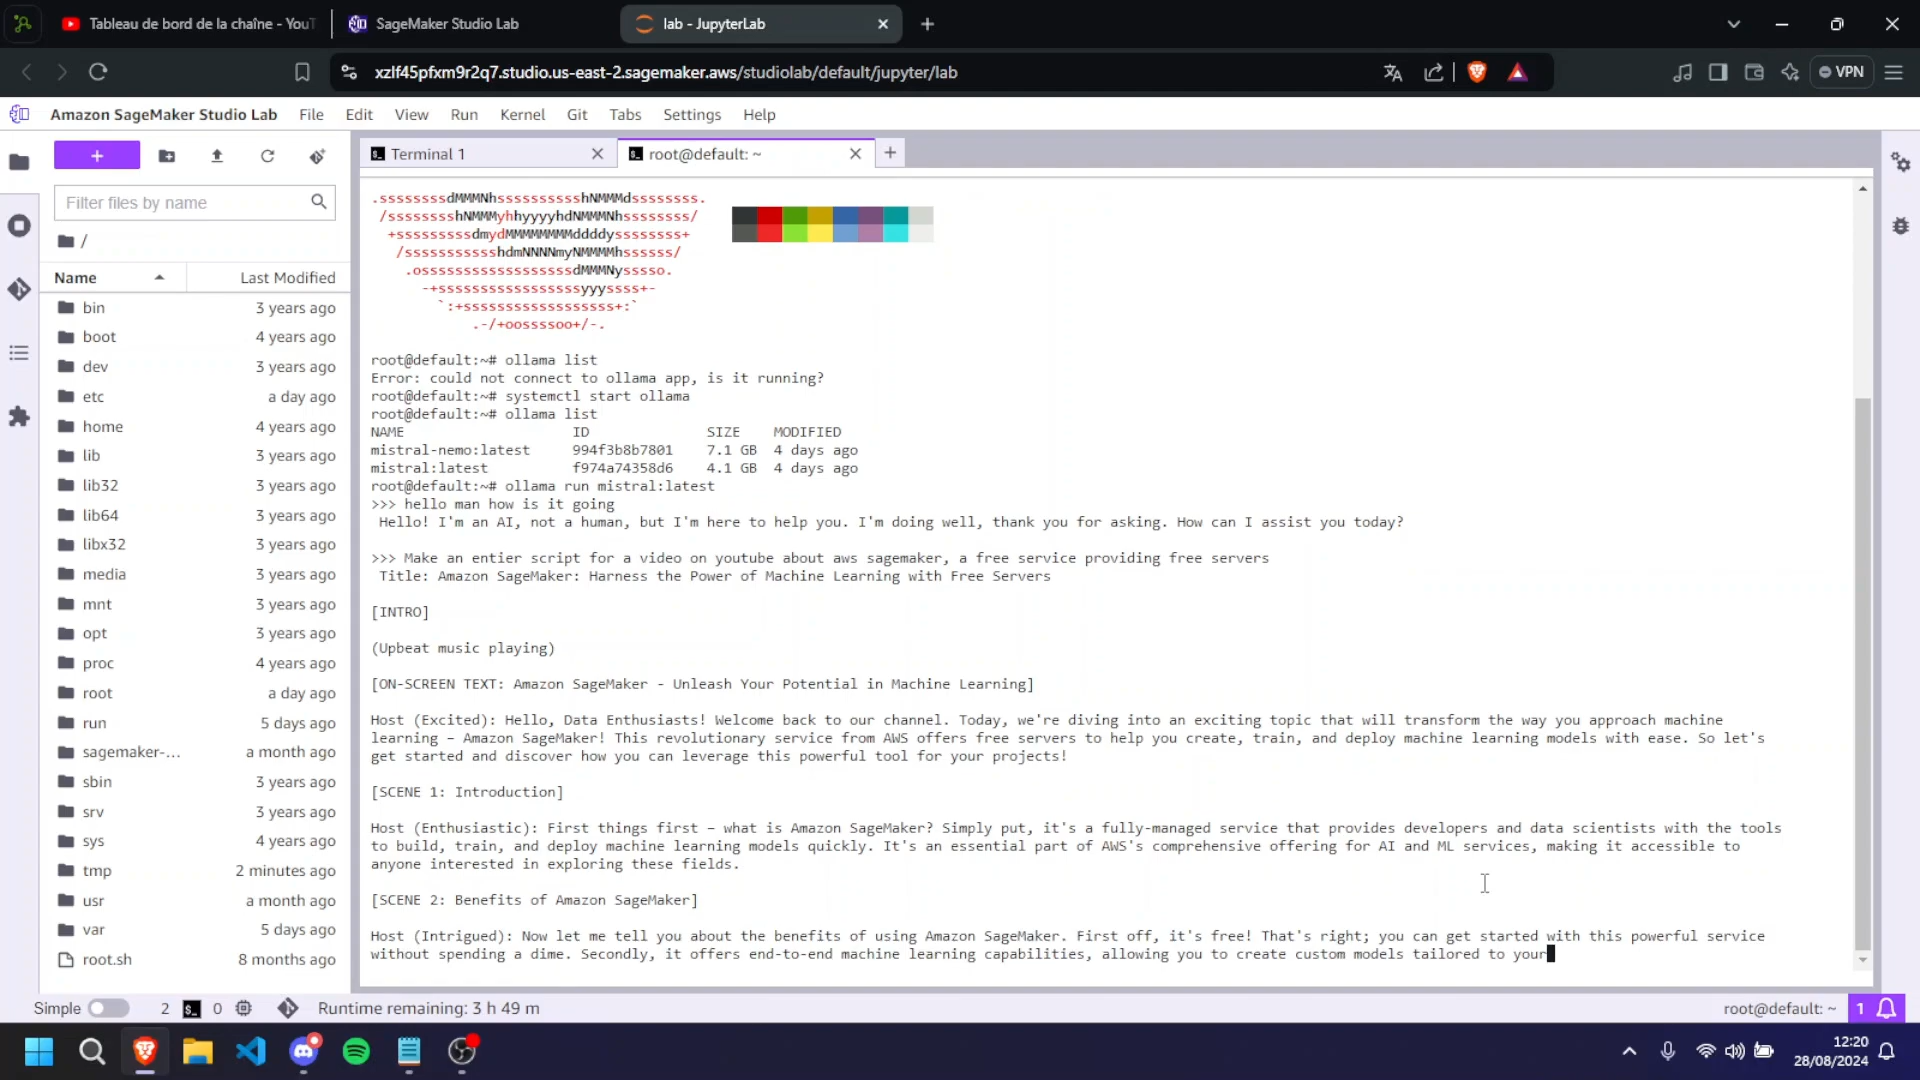 Tableau de bord de la chaîne - YouT
SageMaker Studio Lab
lab - JupyterLab
xzlf45pfxm9r2q7.studio.us-east-2.sagemaker.aws/studiolab/default/jupyter/lab
VPN
Amazon SageMaker Studio Lab File Edit View Run Kernel Git Tabs Settings Help
Terminal 1
root@default: ~
Filter files by name
/
Name Last Modified
bin 3 years ago
boot 4 years ago
dev 3 years ago
etc a day ago
home 4 years ago
lib 3 years ago
lib32 3 years ago
lib64 3 years ago
libx32 3 years ago
media 3 years ago
mnt 3 years ago
opt 3 years ago
proc 4 years ago
root a day ago
run 5 days ago
sagemaker-... a month ago
sbin 3 years ago
srv 3 years ago
sys 4 years ago
tmp 2 minutes ago
usr a month ago
var 5 days ago
root.sh 8 months ago
.ssssssssdMMMNhsssssssssshNMMMdssssssss.
/sssssssshNMMMyhhyyyyhdNMMMNhssssssss/
+sssssssssdmydMMMMMMMMddddyssssssss+
/ssssssssssshdmNNNNmyNMMMMhssssss/
.ossssssssssssssssssdMMMNysssso.
-+sssssssssssssssssyyyssss+-
`:+ssssssssssssssssss+:`
.-/+oossssoo+/-.
root@default:~# ollama list
Error: could not connect to ollama app, is it running?
root@default:~# systemctl start ollama
root@default:~# ollama list
NAME ID SIZE MODIFIED
mistral-nemo:latest 994f3b8b7801 7.1 GB 4 days ago
mistral:latest f974a74358d6 4.1 GB 4 days ago
root@default:~# ollama run mistral:latest
>>> hello man how is it going
Hello! I'm an AI, not a human, but I'm here to help you. I'm doing well, thank you for asking. How can I assist you today?
>>> Make an entier script for a video on youtube about aws sagemaker, a free service providing free servers
Title: Amazon SageMaker: Harness the Power of Machine Learning with Free Servers
[INTRO]
(Upbeat music playing)
[ON-SCREEN TEXT: Amazon SageMaker - Unleash Your Potential in Machine Learning]
Host (Excited): Hello, Data Enthusiasts! Welcome back to our channel. Today, we're diving into an exciting topic that will transform the way you approach machine
learning – Amazon SageMaker! This revolutionary service from AWS offers free servers to help you create, train, and deploy machine learning models with ease. So let's
get started and discover how you can leverage this powerful tool for your projects!
[SCENE 1: Introduction]
Host (Enthusiastic): First things first – what is Amazon SageMaker? Simply put, it's a fully-managed service that provides developers and data scientists with the tools
to build, train, and deploy machine learning models quickly. It's an essential part of AWS's comprehensive offering for AI and ML services, making it accessible to
anyone interested in exploring these fields.
[SCENE 2: Benefits of Amazon SageMaker]
Host (Intrigued): Now let me tell you about the benefits of using Amazon SageMaker. First off, it's free! That's right; you can get started with this powerful service
without spending a dime. Secondly, it offers end-to-end machine learning capabilities, allowing you to create custom models tailored to your
Simple 2 0 Runtime remaining: 3 h 49 m root@default: ~ 1
12:20
28/08/2024